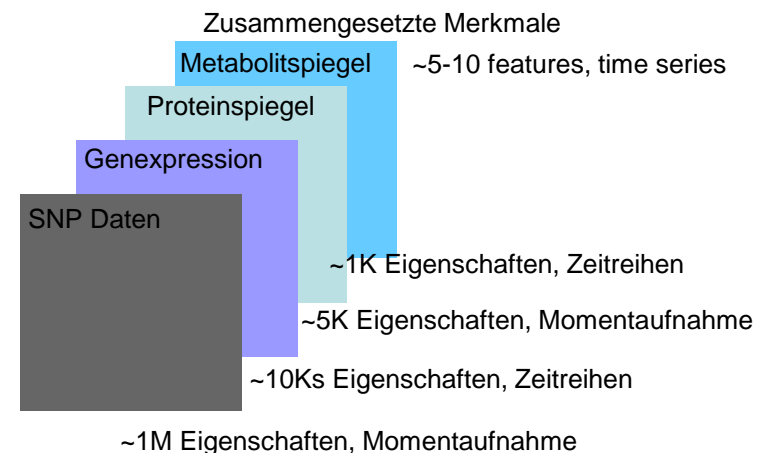 Zusammengesetzte Merkmale
Metabolitspiegel
~5-10 features, time series
Proteinspiegel
Genexpression
SNP Daten
~1K Eigenschaften, Zeitreihen
~5K Eigenschaften, Momentaufnahme
~10Ks Eigenschaften, Zeitreihen
~1M Eigenschaften, Momentaufnahme